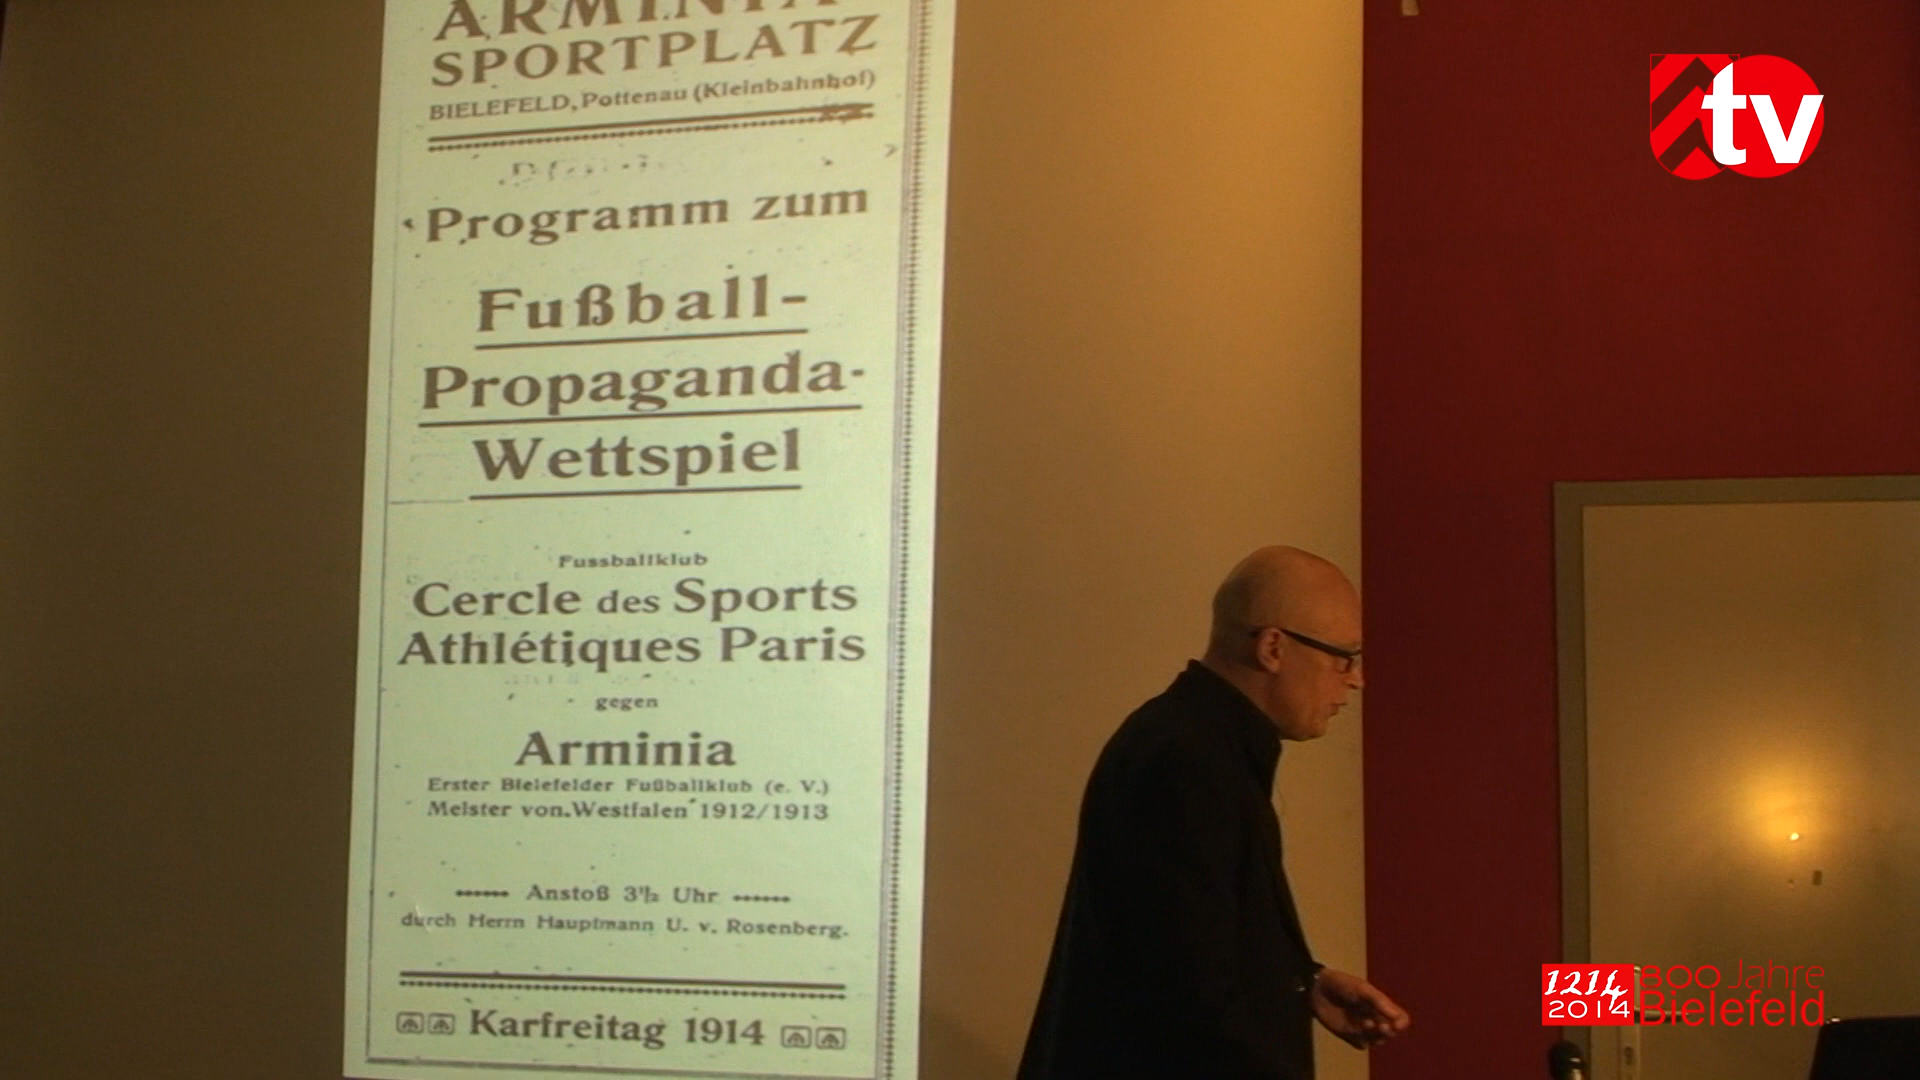 ARMINIA
SPORTPLATZ
BIELEFELD, Pottenau (Kleinbahnhof)
Programm zum
Fußball-
Propaganda-
Wettspiel
Fussballklub
Cercle des Sports
Athlétiques Paris
gegen
Arminia
Erster Bielefelder Fußballklub (e. V.)
Meister von Westfalen 1912/1913
Anstoß 3½ Uhr
durch Herrn Hauptmann U. v. Rosenberg.
Karfreitag 1914
tv
1214 800 Jahre
2014 Bielefeld